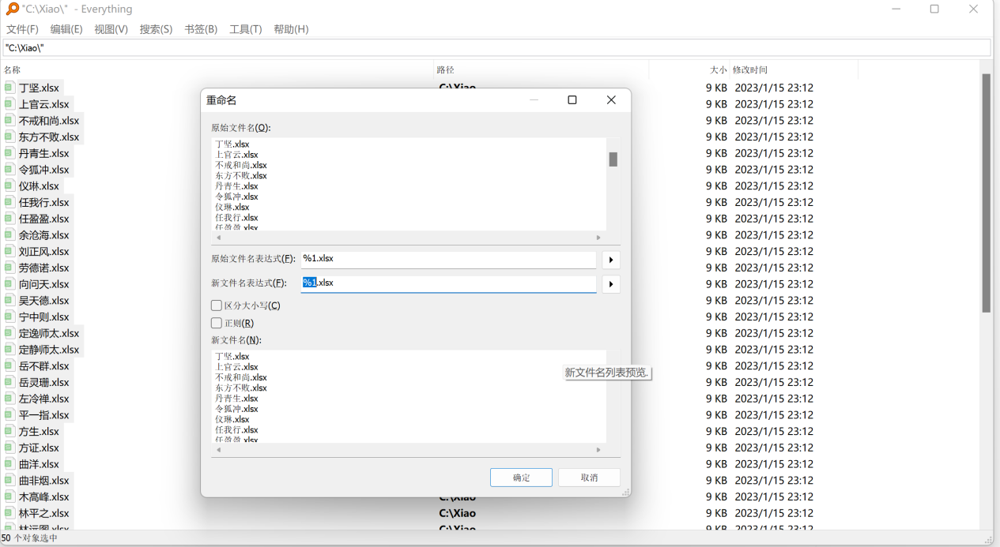 "C:\Xiao\" - Everything
文件(F) 编辑(E) 视图(V) 搜索(S) 书签(B) 工具(T) 帮助(H)
"C:\Xiao\"
名称 路径 大小 修改时间
丁坚.xlsx C:\Xiao 9 KB 2023/1/15 23:12
上官云.xlsx 9 KB 2023/1/15 23:12
不戒和尚.xlsx 9 KB 2023/1/15 23:12
东方不败.xlsx 9 KB 2023/1/15 23:12
丹青生.xlsx 9 KB 2023/1/15 23:12
令狐冲.xlsx 9 KB 2023/1/15 23:12
仪琳.xlsx 9 KB 2023/1/15 23:12
任我行.xlsx 9 KB 2023/1/15 23:12
任盈盈.xlsx 9 KB 2023/1/15 23:12
余沧海.xlsx 9 KB 2023/1/15 23:12
刘正风.xlsx 9 KB 2023/1/15 23:12
劳德诺.xlsx 9 KB 2023/1/15 23:12
向问天.xlsx 9 KB 2023/1/15 23:12
吴天德.xlsx 9 KB 2023/1/15 23:12
宁中则.xlsx 9 KB 2023/1/15 23:12
定逸师太.xlsx 9 KB 2023/1/15 23:12
定静师太.xlsx 9 KB 2023/1/15 23:12
岳不群.xlsx 9 KB 2023/1/15 23:12
岳灵珊.xlsx 9 KB 2023/1/15 23:12
左冷禅.xlsx 9 KB 2023/1/15 23:12
平一指.xlsx 9 KB 2023/1/15 23:12
方生.xlsx 9 KB 2023/1/15 23:12
方证.xlsx 9 KB 2023/1/15 23:12
曲洋.xlsx 9 KB 2023/1/15 23:12
曲非烟.xlsx 9 KB 2023/1/15 23:12
木高峰.xlsx C:\Xiao 9 KB 2023/1/15 23:12
林平之.xlsx C:\Xiao 9 KB 2023/1/15 23:12
林远图.xlsx C:\Xiao 9 KB 2023/1/15 23:12
50 个对象选中
重命名
原始文件名(O):
丁坚.xlsx
上官云.xlsx
不戒和尚.xlsx
东方不败.xlsx
丹青生.xlsx
令狐冲.xlsx
仪琳.xlsx
任我行.xlsx
任盈盈.xlsx
原始文件名表达式(F): %1.xlsx
新文件名表达式(F): %1.xlsx
区分大小写(C)
正则(R)
新文件名(N):
丁坚.xlsx
上官云.xlsx
不戒和尚.xlsx
东方不败.xlsx
丹青生.xlsx
令狐冲.xlsx
仪琳.xlsx
任我行.xlsx
任盈盈.xlsx
新文件名列表预览.
确定 取消